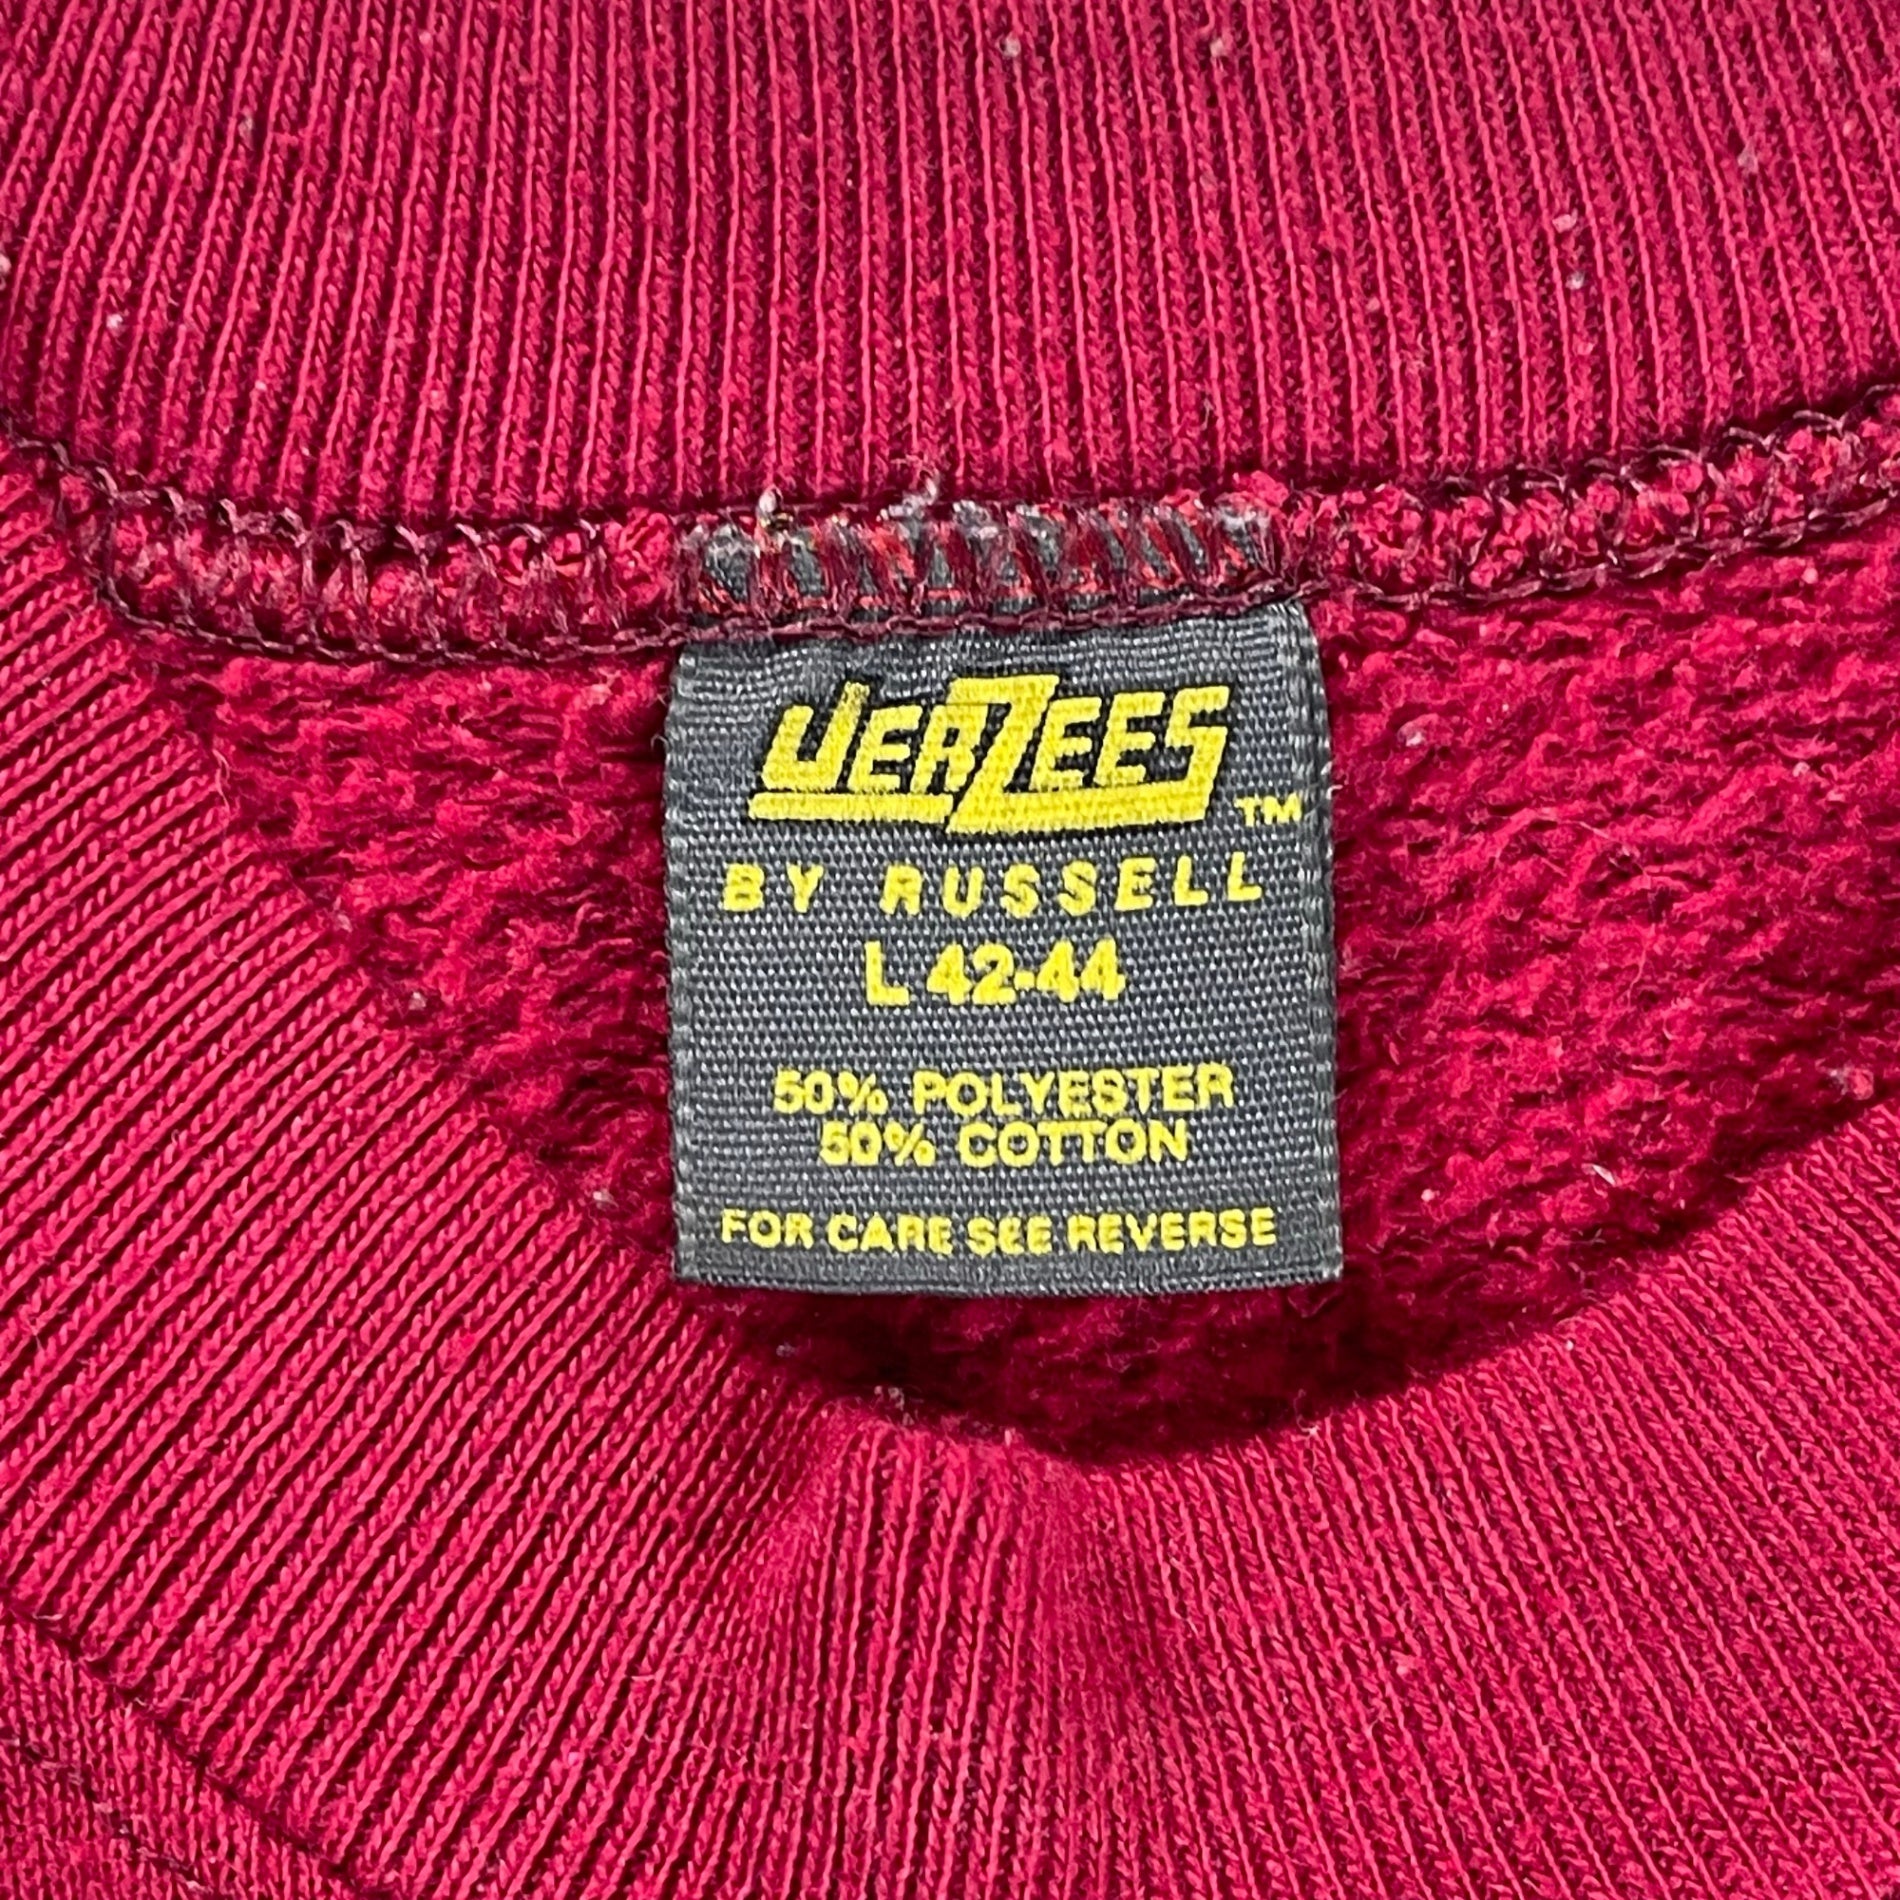 JERZEES ™
BY RUSSELL
L 42-44
50% POLYESTER
50% COTTON
FOR CARE SEE REVERSE